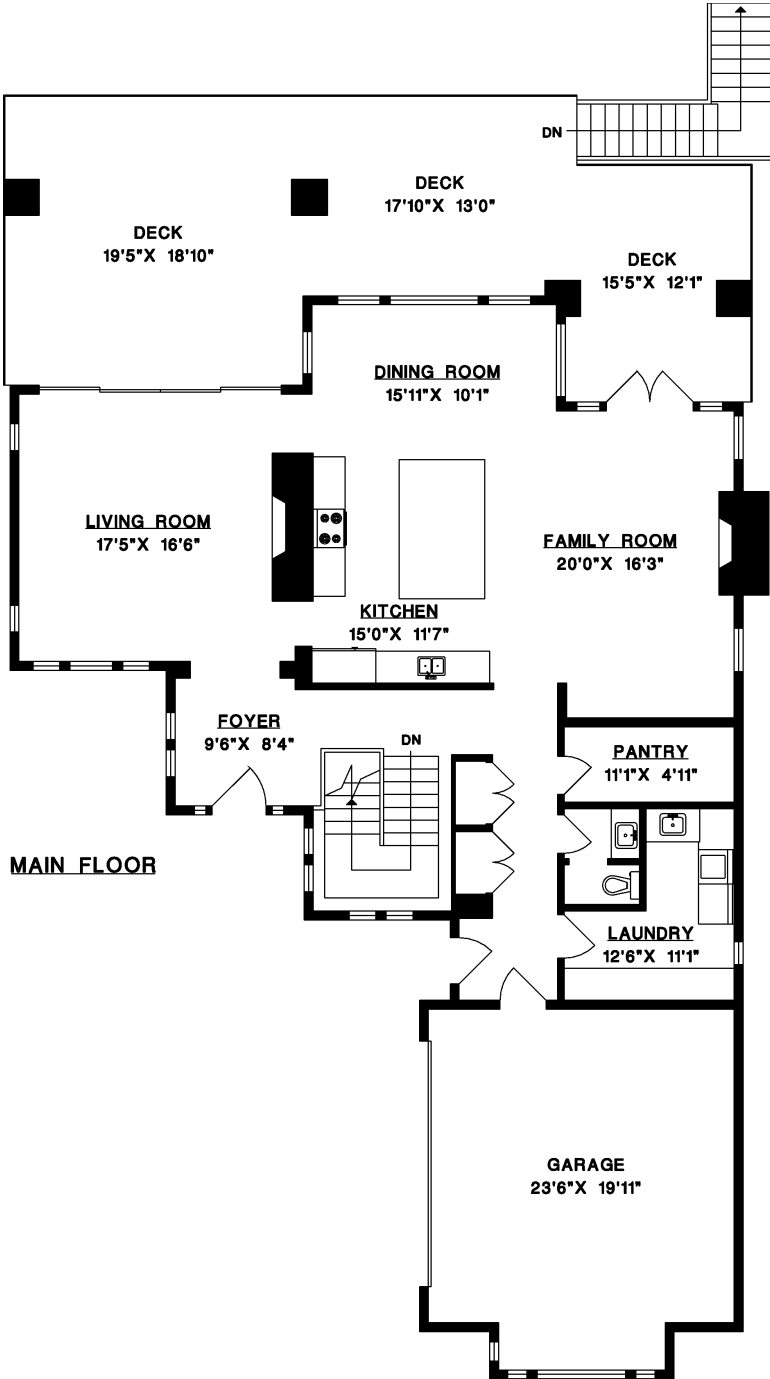 DN
DECK
17'10"X 13'0"
DECK
19'5"X 18'10"
DECK
15'5"X 12'1"
DINING ROOM
15'11"X 10'1"
LIVING ROOM
17'5"X 16'6"
FAMILY ROOM
20'0"X 16'3"
KITCHEN
15'0"X 11'7"
FOYER
9'6"X 8'4"
DN
PANTRY
11'1"X 4'11"
MAIN FLOOR
LAUNDRY
12'6"X 11'1"
GARAGE
23'6"X 19'11"